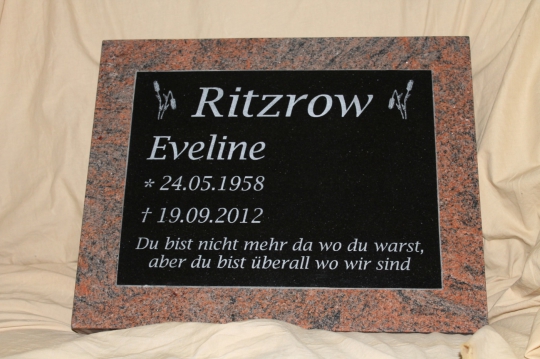 Ritzrow
Eveline
* 24.05.1958
† 19.09.2012
Du bist nicht mehr da wo du warst,
aber du bist überall wo wir sind